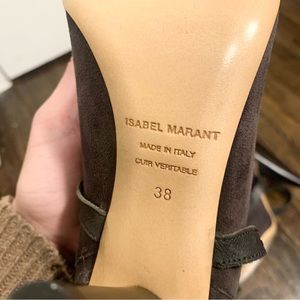 ISABEL MARANT
MADE IN ITALY
CUIR VERITABLE
38